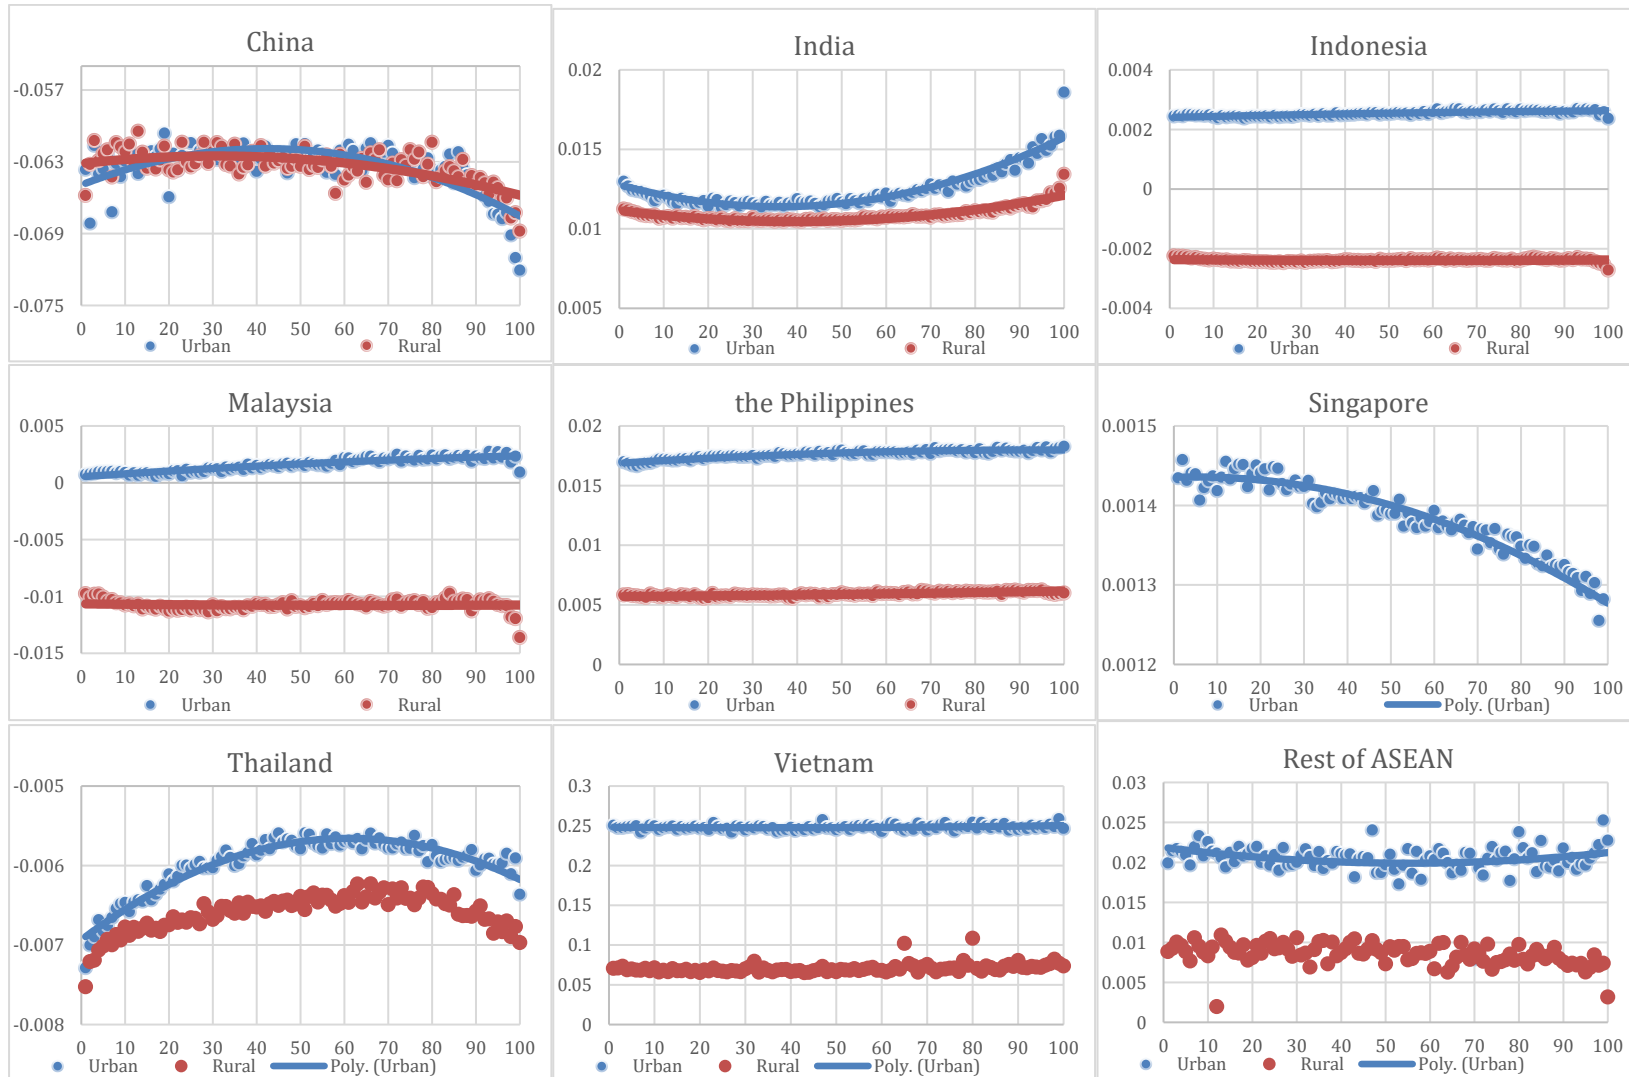 China
-0.057
-0.063
-0.069
-0.075
0 10 20 30 40 50 60 70 80 90 100
Urban Rural
India
0.02
0.015
0.01
0.005
0 10 20 30 40 50 60 70 80 90 100
Urban Rural
Indonesia
0.004
0.002
0
-0.002
-0.004
0 10 20 30 40 50 60 70 80 90 100
Urban Rural
Malaysia
0.005
0
-0.005
-0.01
-0.015
0 10 20 30 40 50 60 70 80 90 100
Urban Rural
the Philippines
0.02
0.015
0.01
0.005
0
0 10 20 30 40 50 60 70 80 90 100
Urban Rural
Singapore
0.0015
0.0014
0.0013
0.0012
0 10 20 30 40 50 60 70 80 90 100
Urban Poly. (Urban)
Thailand
-0.005
-0.006
-0.007
-0.008
0 10 20 30 40 50 60 70 80 90 100
Urban Rural Poly. (Urban)
Vietnam
0.3
0.25
0.2
0.15
0.1
0.05
0
0 10 20 30 40 50 60 70 80 90 100
Urban Rural Poly. (Urban)
Rest of ASEAN
0.03
0.025
0.02
0.015
0.01
0.005
0
0 10 20 30 40 50 60 70 80 90 100
Urban Rural Poly. (Urban)